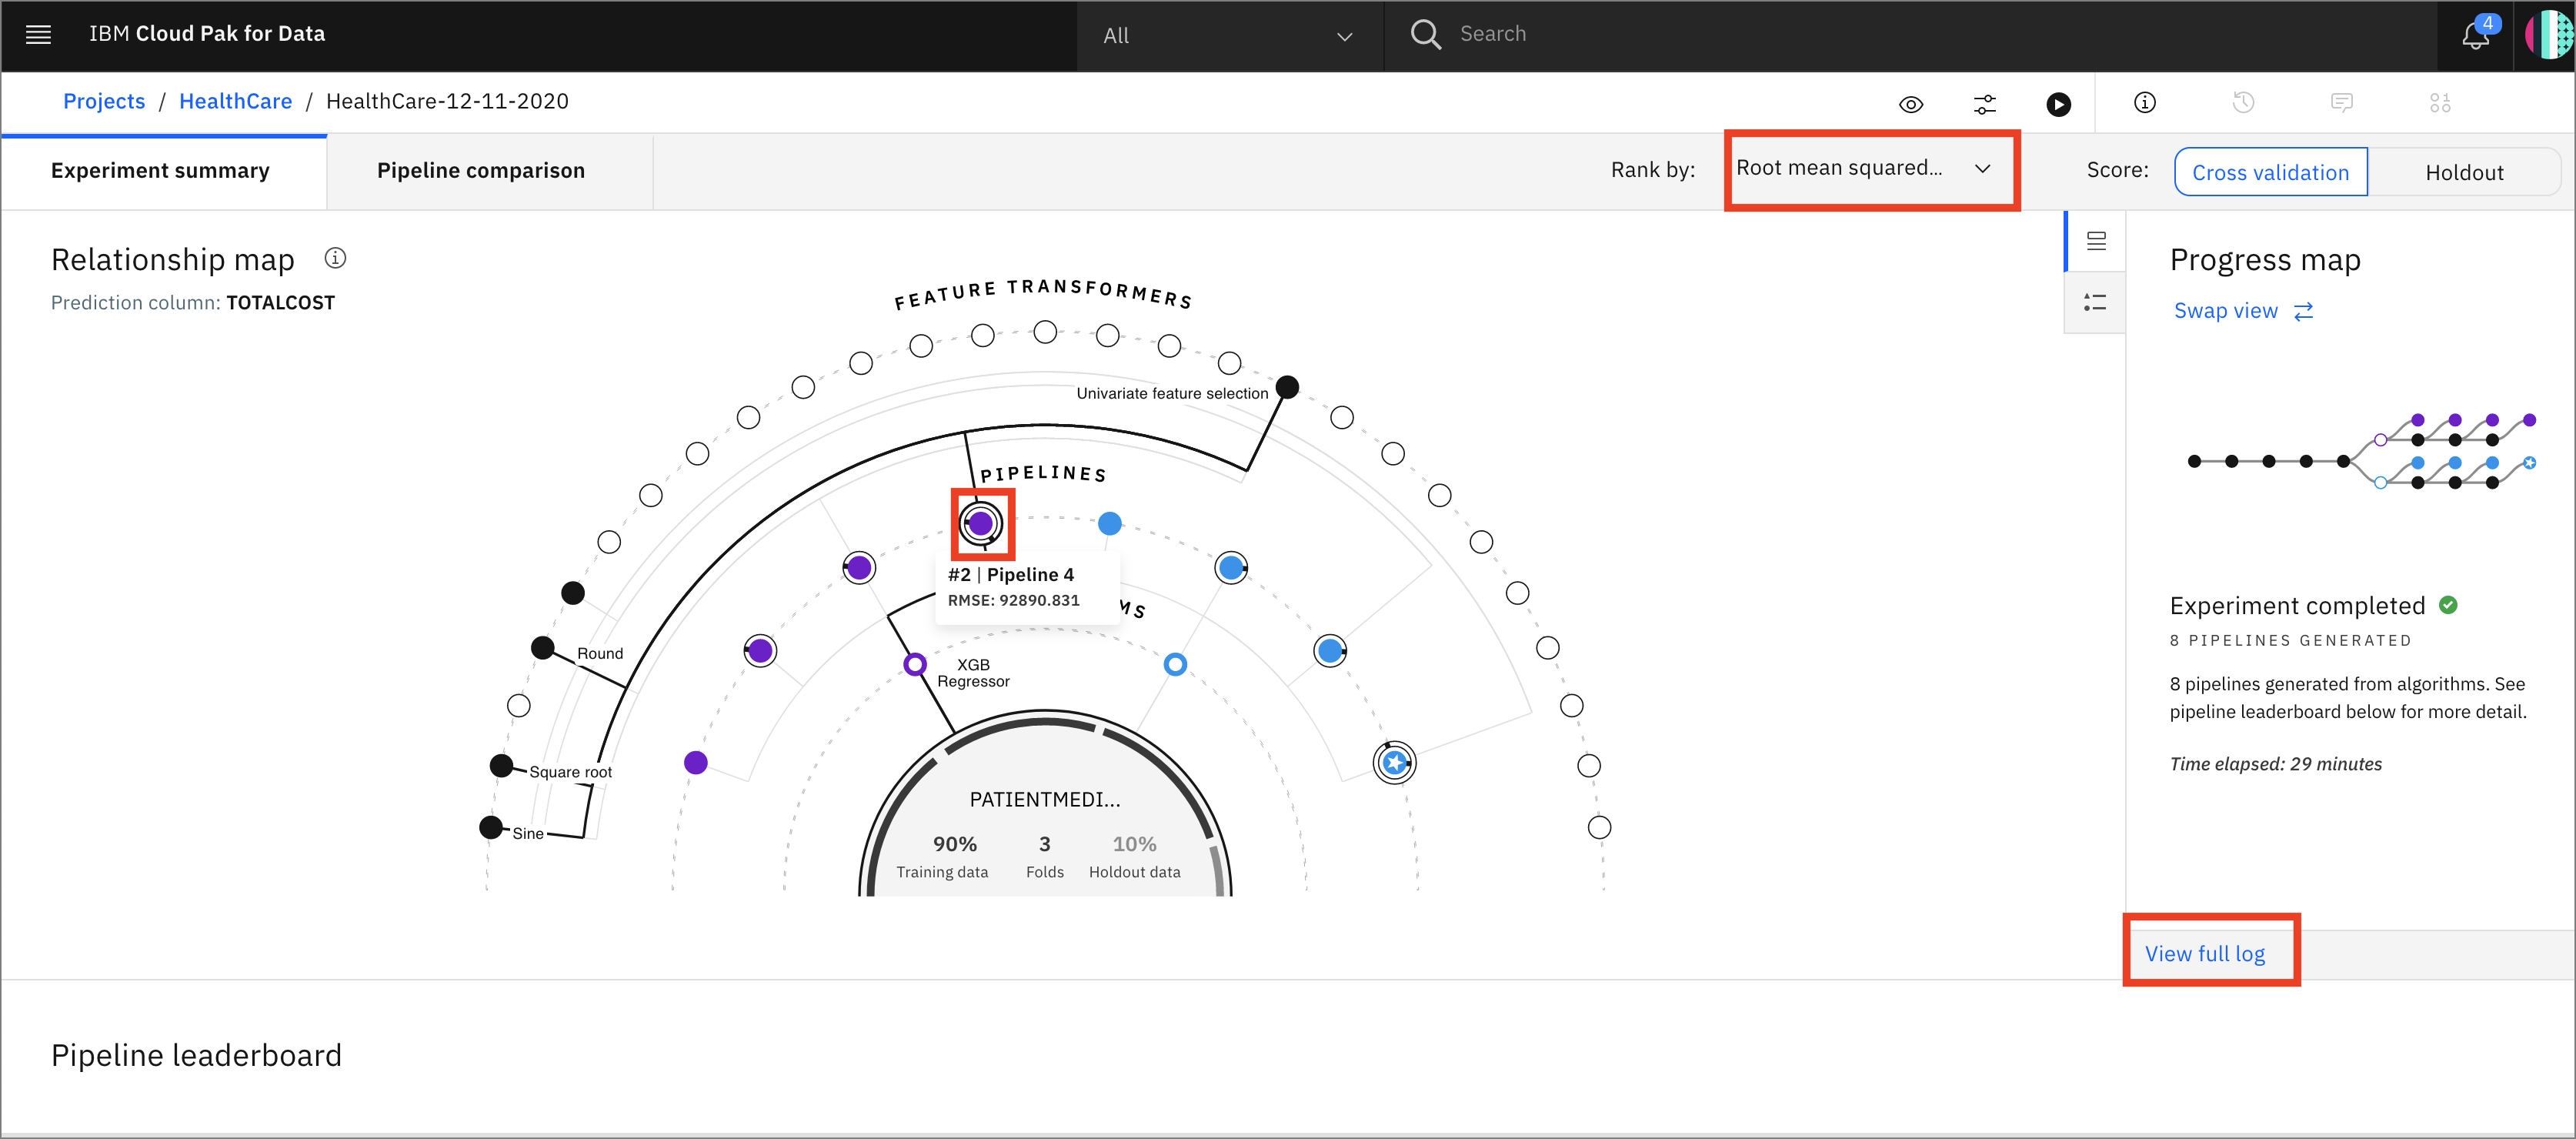 IBM Cloud Pak for Data
All
Search
4
Projects / HealthCare / HealthCare-12-11-2020
Experiment summary
Pipeline comparison
Rank by:
Root mean squared...
Score:
Cross validation
Holdout
Relationship map
Prediction column: TOTALCOST
FEATURE TRANSFORMERS
Univariate feature selection
PIPELINES
#2 | Pipeline 4
RMSE: 92890.831
MS
Round
XGB
Regressor
Square root
Sine
PATIENTMEDI...
90%
Training data
3
Folds
10%
Holdout data
Progress map
Swap view
Experiment completed
8 PIPELINES GENERATED
8 pipelines generated from algorithms. See
pipeline leaderboard below for more detail.
Time elapsed: 29 minutes
View full log
Pipeline leaderboard